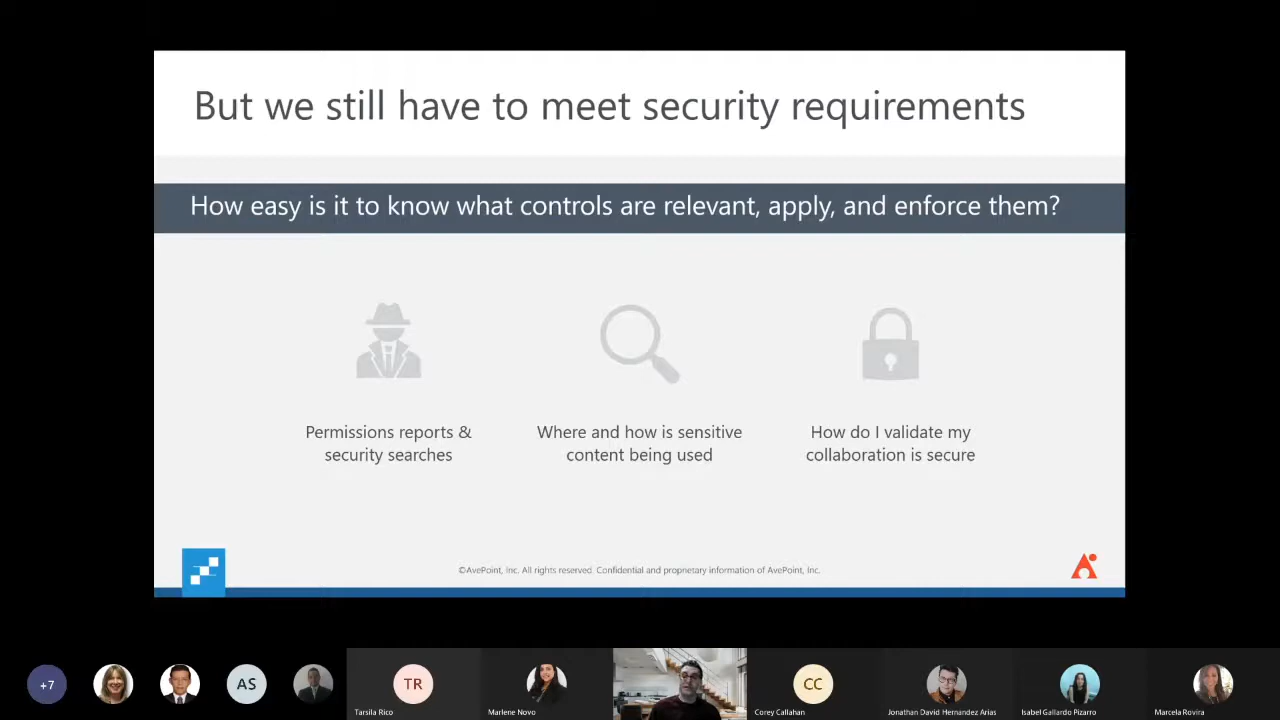 But we still have to meet security requirements
How easy is it to know what controls are relevant, apply, and enforce them?
Permissions reports &
security searches
Where and how is sensitive
content being used
How do I validate my
collaboration is secure
©AvePoint, Inc. All rights reserved. Confidential and proprietary information of AvePoint, Inc.
+7
AS
TR
CC
Tarsila Rico
Marlene Novo
Corey Callahan
Jonathan David Hernandez Arias
Isabel Gallardo Pizarro
Marcela Rovira